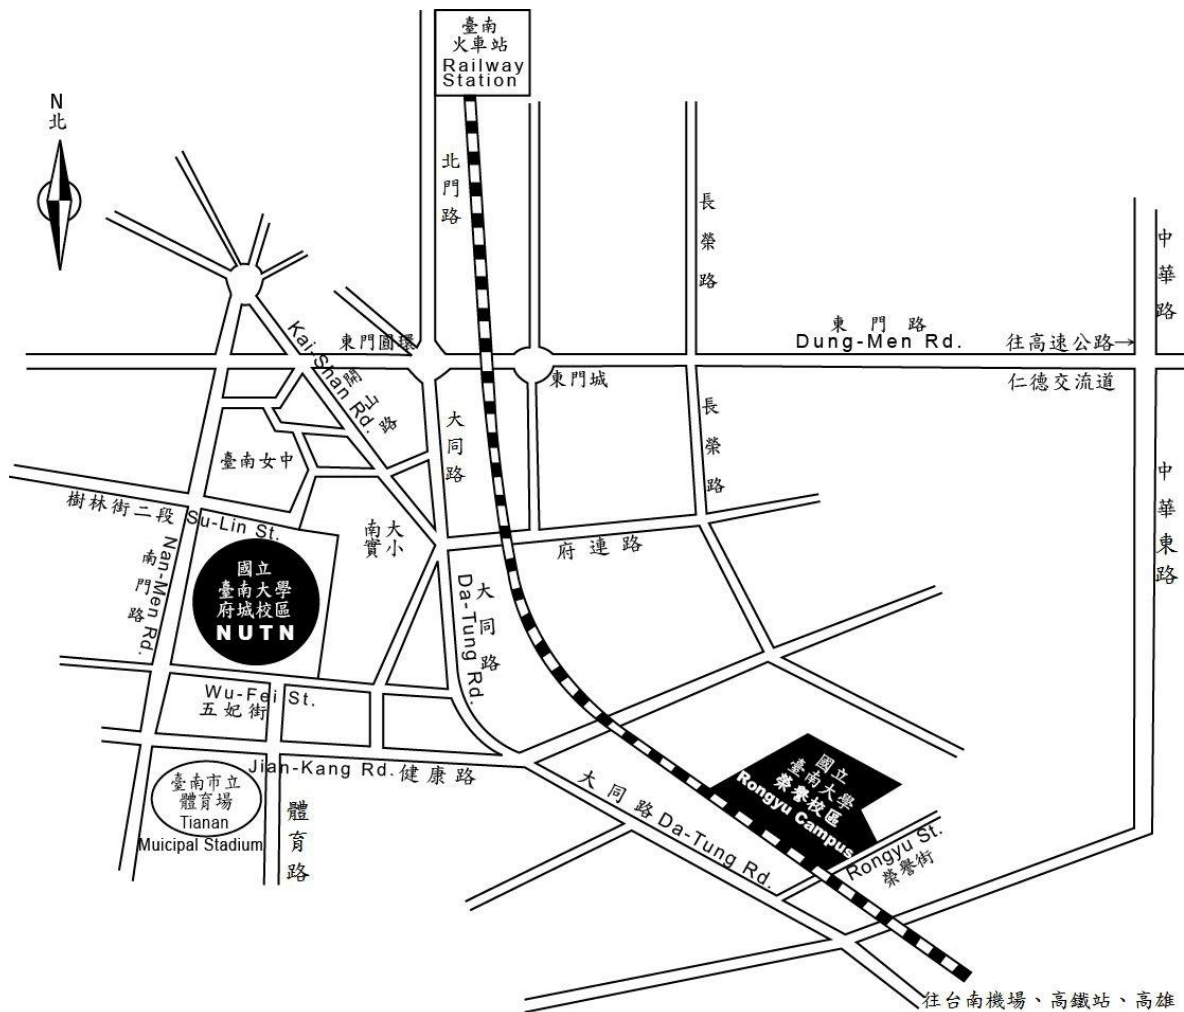 臺南
火車站
Railway
Station
N
北
北門路
長榮路
中華路
東門路
Dung-Men Rd.
往高速公路→
仁德交流道
東門圓環
東門城
Kai-Shan Rd.
開山路
大同路
長榮路
中華東路
臺南女中
樹林街二段
Su-Lin St.
南大
實小
府連路
Nan-Men Rd.
南門路
國立
臺南大學
府城校區
NUTN
大同路
Da-Tung Rd.
Wu-Fei St.
五妃街
Jian-Kang Rd. 健康路
臺南市立
體育場
Tianan
Muicipal Stadium
體育路
大同路 Da-Tung Rd.
國立
臺南大學
榮譽校區
Rongyu Campus
Rongyu St.
榮譽街
往台南機場、高鐵站、高雄